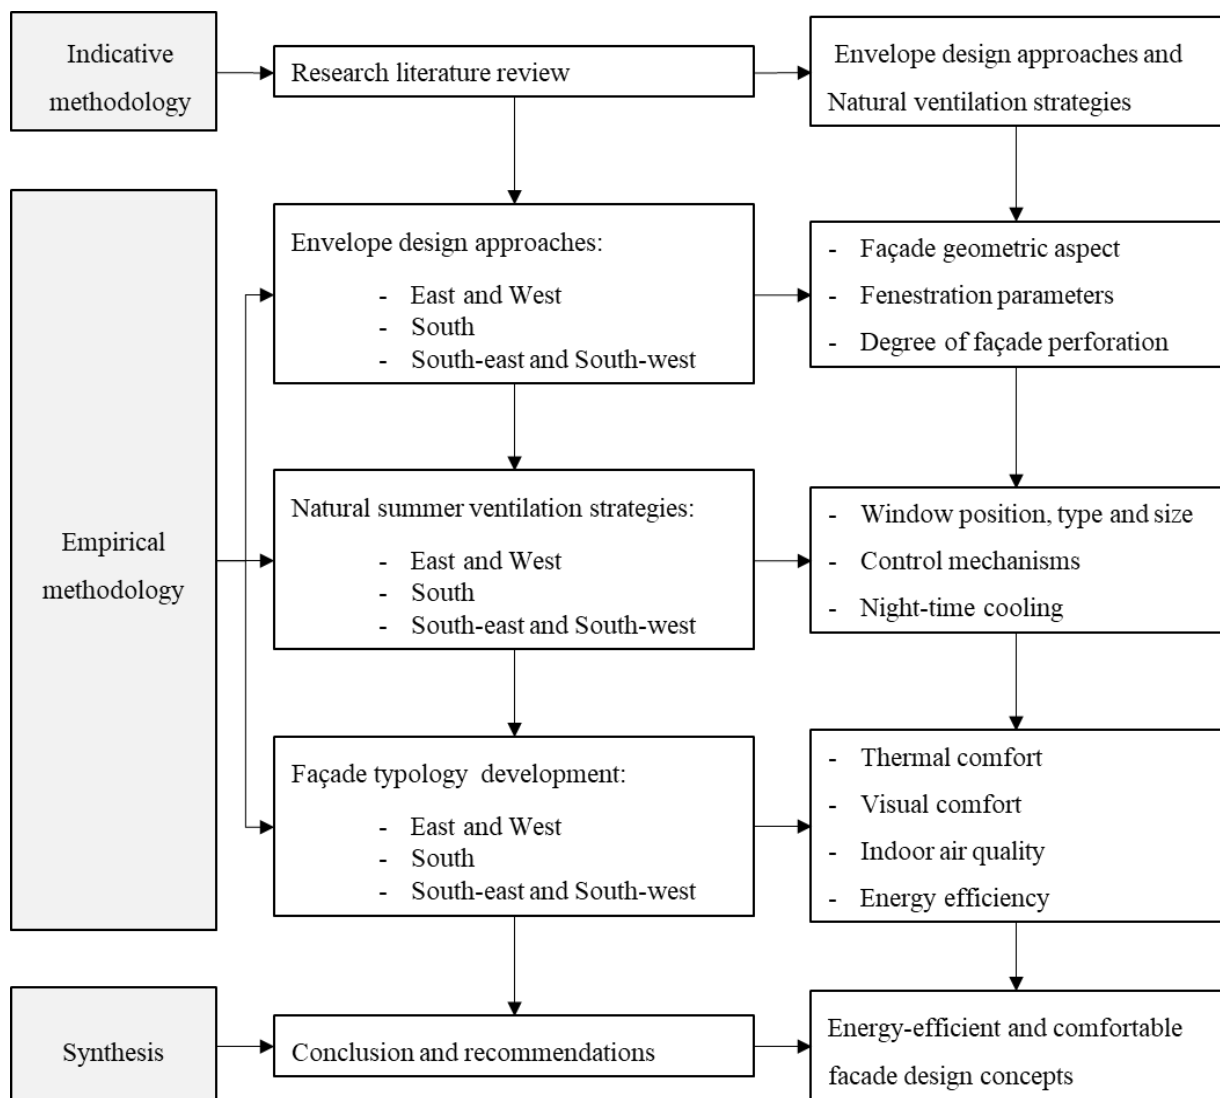 Indicative
methodology
Research literature review
Envelope design approaches and
Natural ventilation strategies
Empirical
methodology
Envelope design approaches:
- East and West
- South
- South-east and South-west
- Façade geometric aspect
- Fenestration parameters
- Degree of façade perforation
Natural summer ventilation strategies:
- East and West
- South
- South-east and South-west
- Window position, type and size
- Control mechanisms
- Night-time cooling
Façade typology development:
- East and West
- South
- South-east and South-west
- Thermal comfort
- Visual comfort
- Indoor air quality
- Energy efficiency
Synthesis
Conclusion and recommendations
Energy-efficient and comfortable
facade design concepts